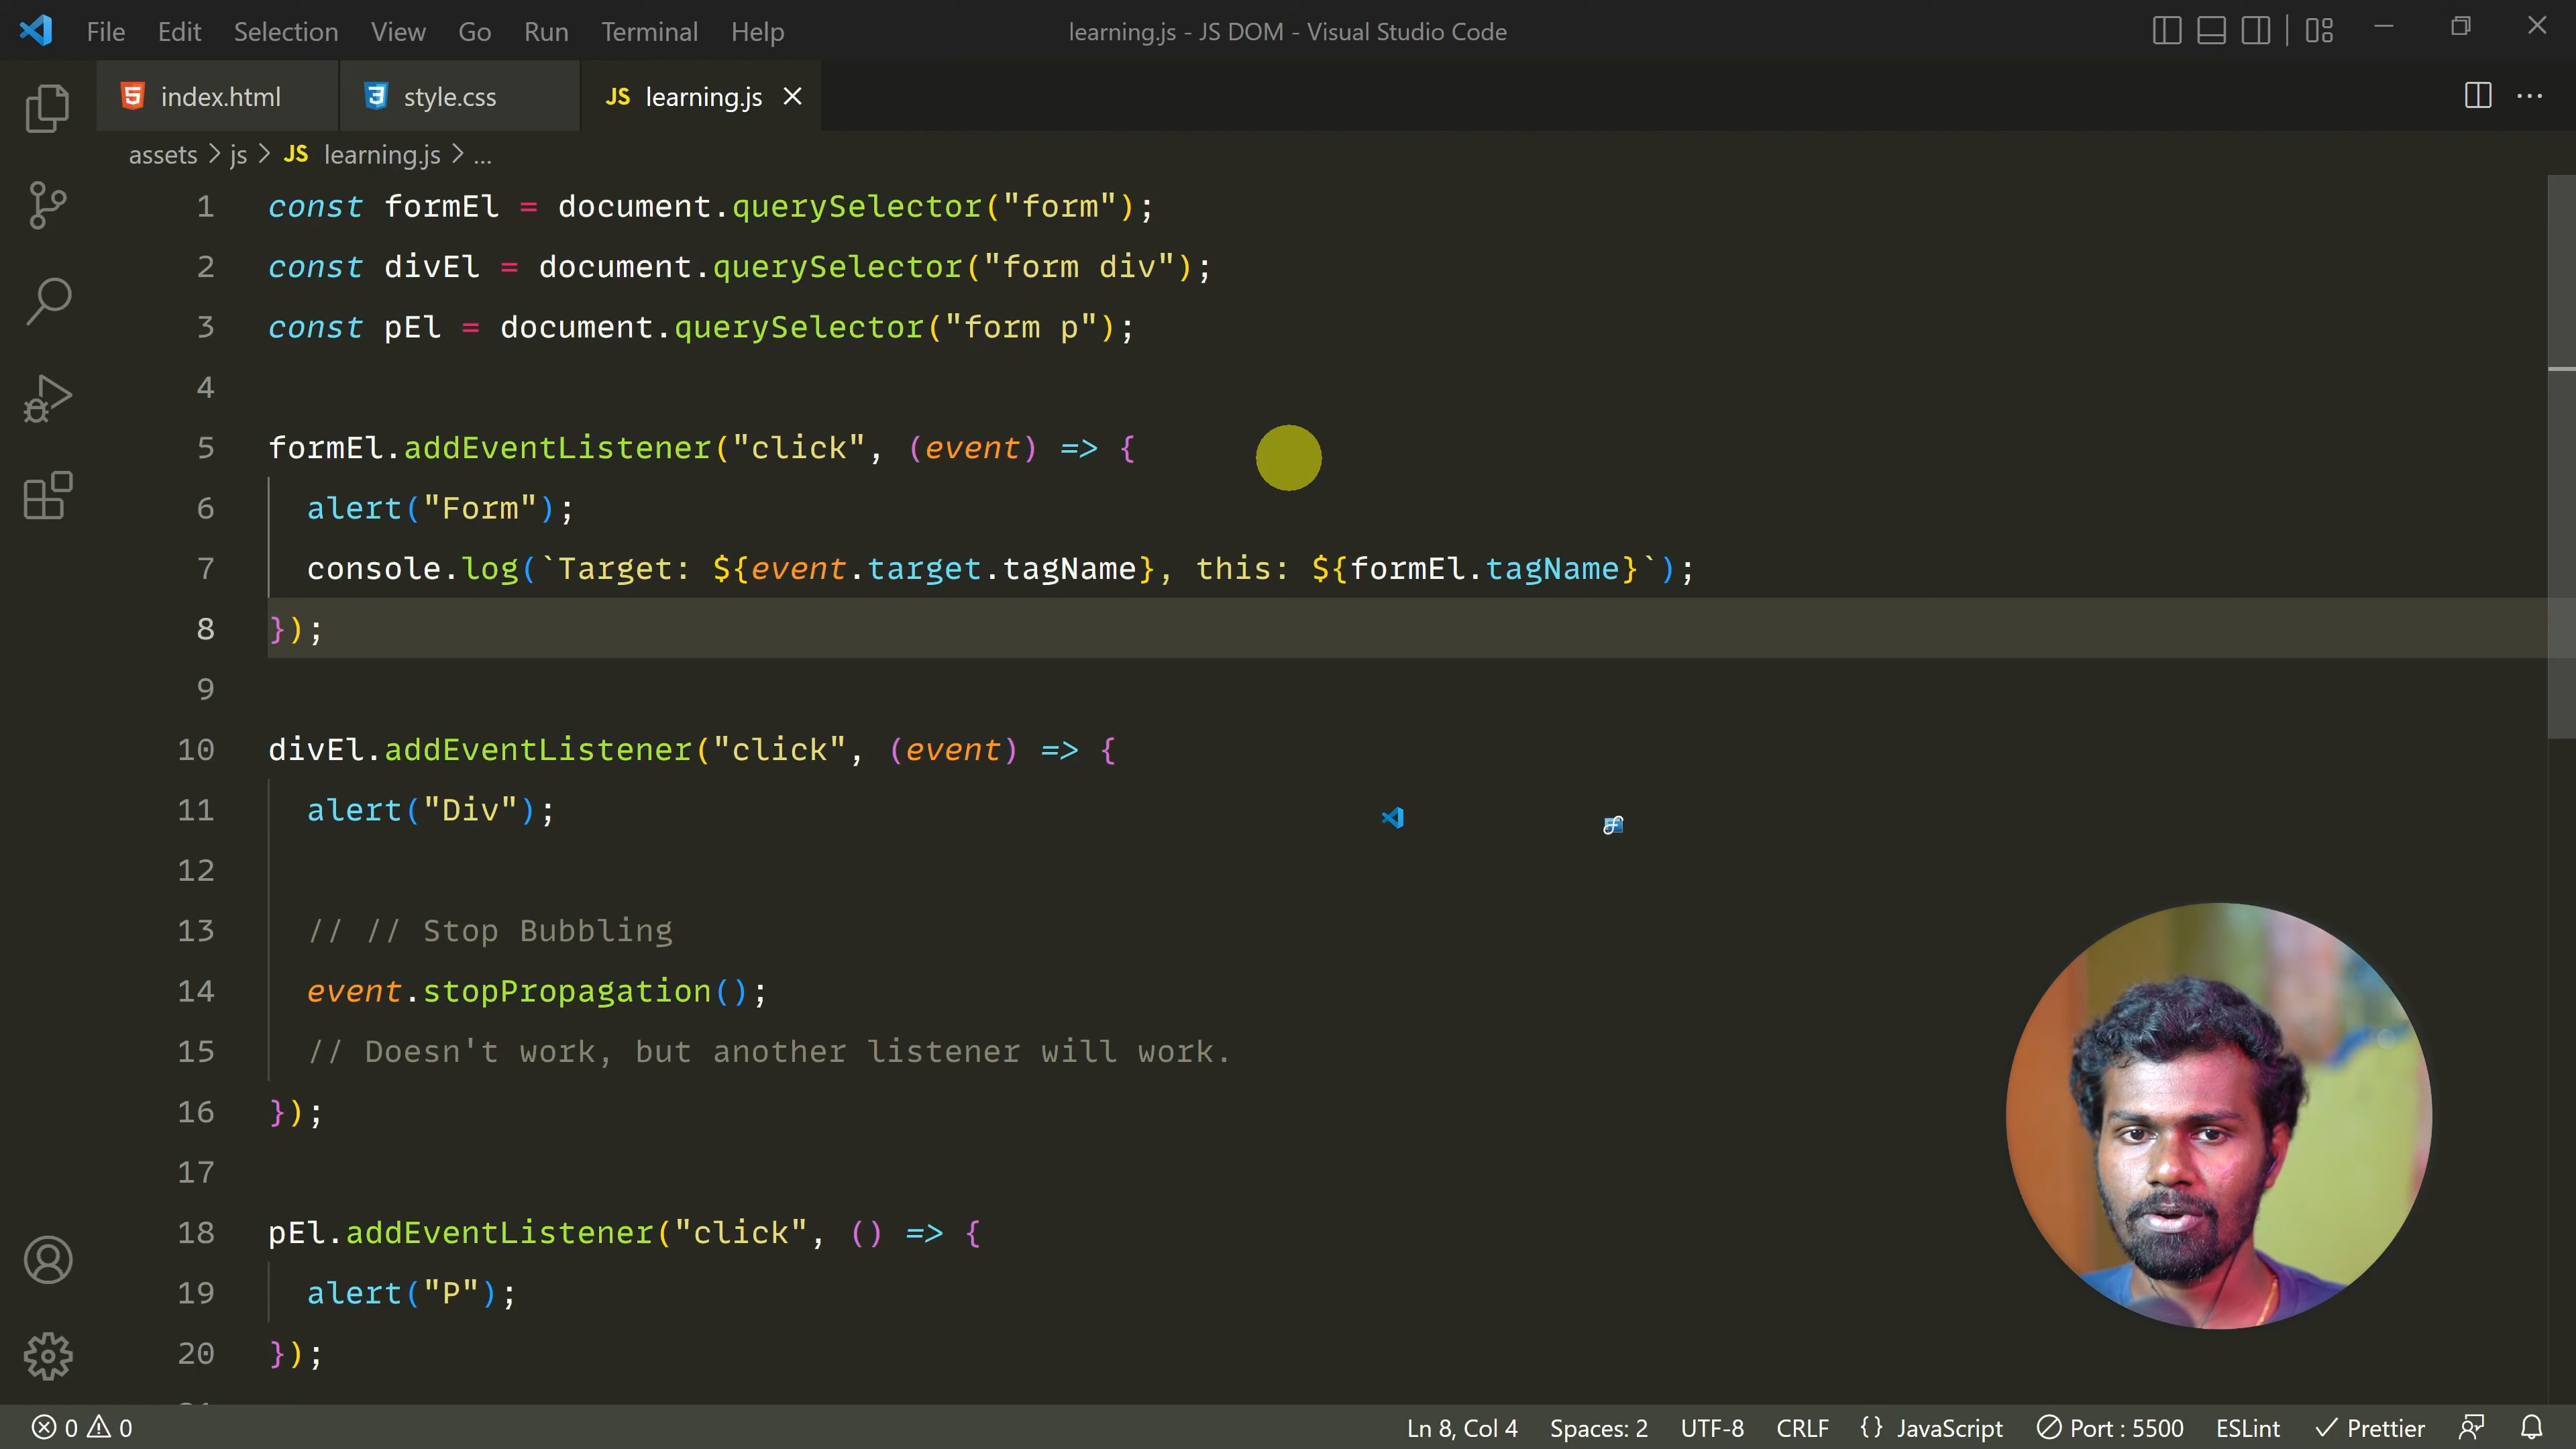 File Edit Selection View Go Run Terminal Help learning.js - JS DOM - Visual Studio Code
index.html style.css JS learning.js
assets > js > JS learning.js > ...
1 const formEl = document.querySelector("form");
2 const divEl = document.querySelector("form div");
3 const pEl = document.querySelector("form p");
4
5 formEl.addEventListener("click", (event) => {
6 alert("Form");
7 console.log(`Target: ${event.target.tagName}, this: ${formEl.tagName}`);
8 });
9
10 divEl.addEventListener("click", (event) => {
11 alert("Div");
12
13 // // Stop Bubbling
14 event.stopPropagation();
15 // Doesn't work, but another listener will work.
16 });
17
18 pEl.addEventListener("click", () => {
19 alert("P");
20 });
0 0 Ln 8, Col 4 Spaces: 2 UTF-8 CRLF {} JavaScript Port : 5500 ESLint Prettier